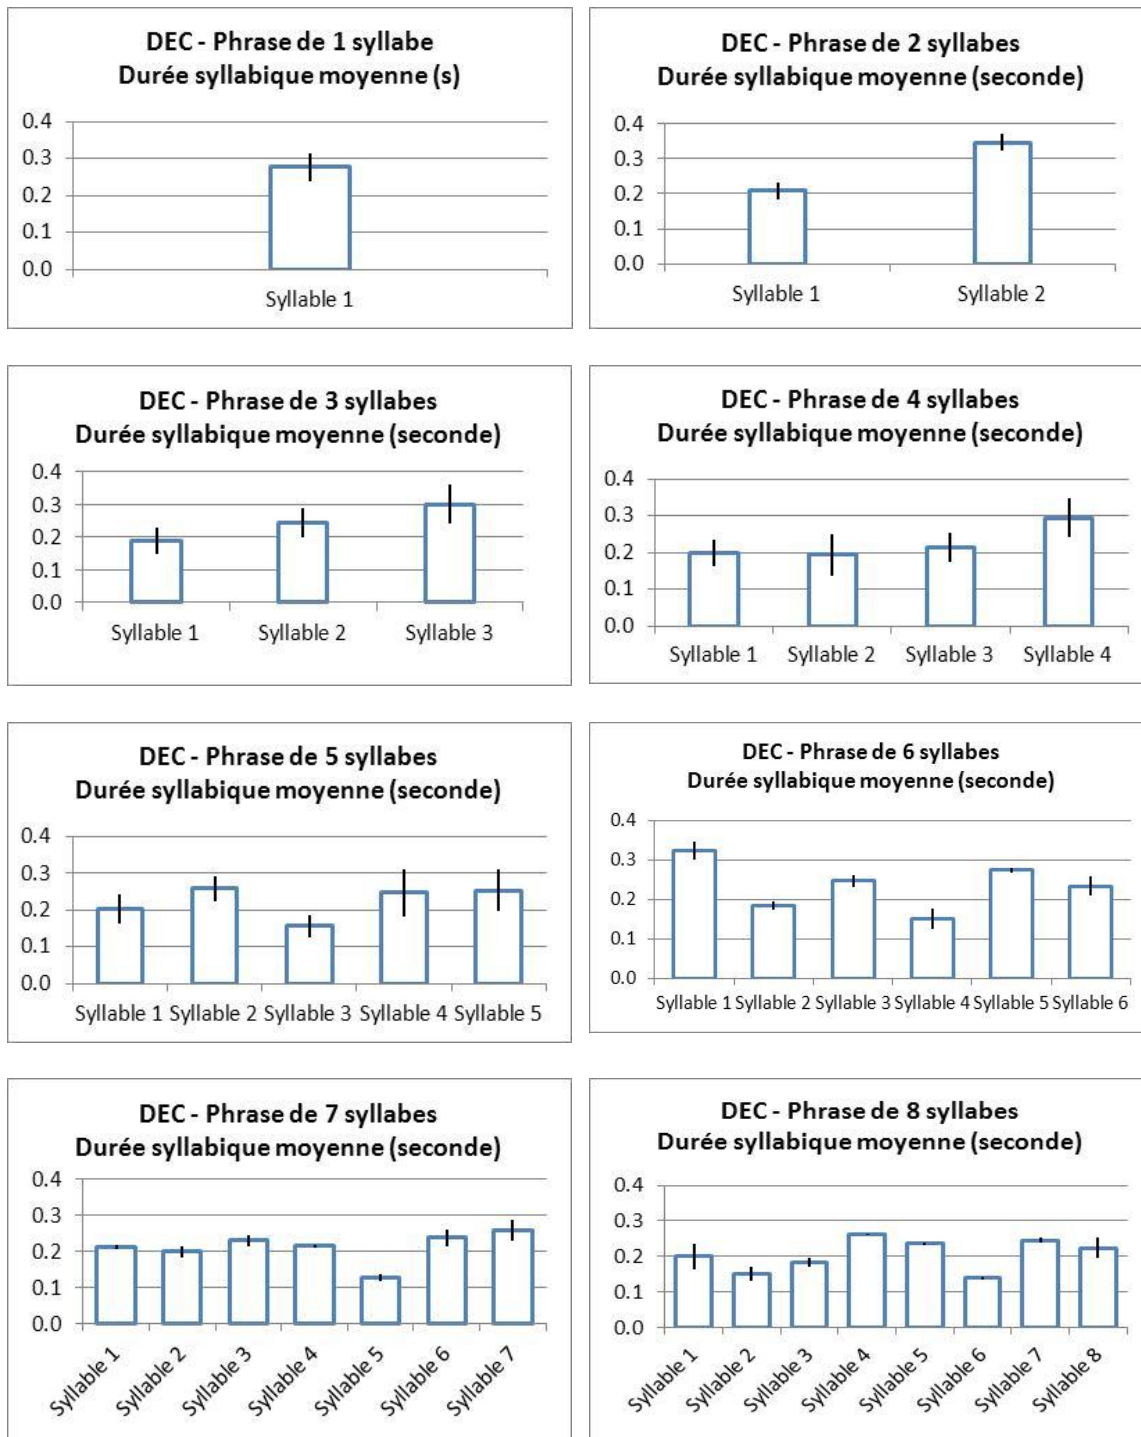 DEC - Phrase de 1 syllabe
Durée syllabique moyenne (s)
0.4
0.3
0.2
0.1
0.0
Syllable 1
DEC - Phrase de 2 syllabes
Durée syllabique moyenne (seconde)
0.4
0.3
0.2
0.1
0.0
Syllable 1 Syllable 2
DEC - Phrase de 3 syllabes
Durée syllabique moyenne (seconde)
0.4
0.3
0.2
0.1
0.0
Syllable 1 Syllable 2 Syllable 3
DEC - Phrase de 4 syllabes
Durée syllabique moyenne (seconde)
0.4
0.3
0.2
0.1
0.0
Syllable 1 Syllable 2 Syllable 3 Syllable 4
DEC - Phrase de 5 syllabes
Durée syllabique moyenne (seconde)
0.4
0.3
0.2
0.1
0.0
Syllable 1 Syllable 2 Syllable 3 Syllable 4 Syllable 5
DEC - Phrase de 6 syllabes
Durée syllabique moyenne (seconde)
0.4
0.3
0.2
0.1
0.0
Syllable 1 Syllable 2 Syllable 3 Syllable 4 Syllable 5 Syllable 6
DEC - Phrase de 7 syllabes
Durée syllabique moyenne (seconde)
0.4
0.3
0.2
0.1
0.0
Syllable 1 Syllable 2 Syllable 3 Syllable 4 Syllable 5 Syllable 6 Syllable 7
DEC - Phrase de 8 syllabes
Durée syllabique moyenne (seconde)
0.4
0.3
0.2
0.1
0.0
Syllable 1 Syllable 2 Syllable 3 Syllable 4 Syllable 5 Syllable 6 Syllable 7 Syllable 8